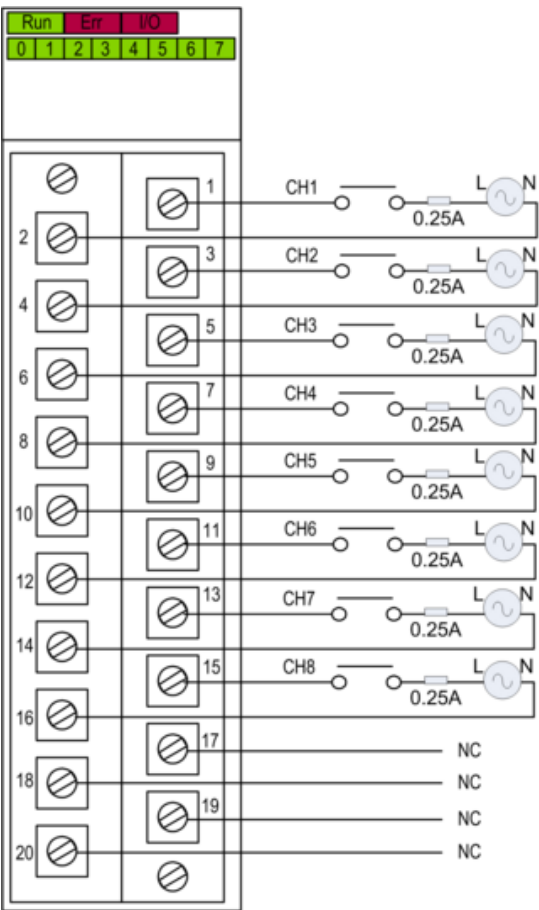 Run Err I/O
0 1 2 3 4 5 6 7
1 CH1 L N
0.25A
2
3 CH2 L N
0.25A
4
5 CH3 L N
0.25A
6
7 CH4 L N
0.25A
8
9 CH5 L N
0.25A
10
11 CH6 L N
0.25A
12
13 CH7 L N
0.25A
14
15 CH8 L N
0.25A
16
17 NC
18 NC
19 NC
20 NC